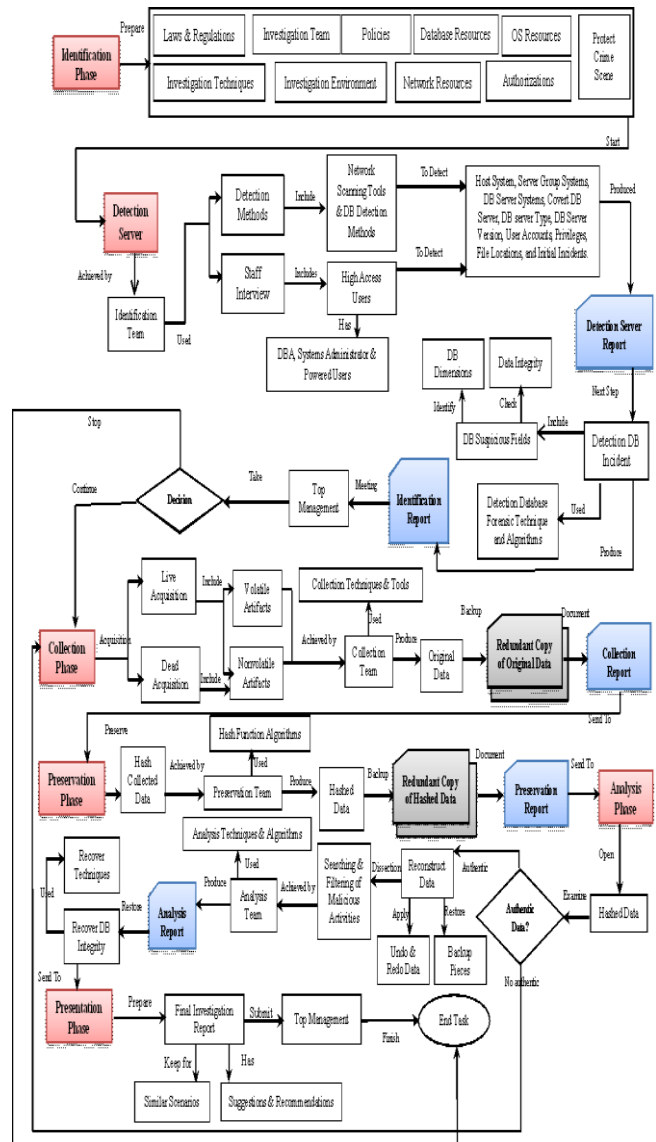 Identification
Phase
Prepare
Laws & Regulations
Investigation Team
Policies
Database Resources
OS Resources
Protect
Crime
Scene
Investigation Techniques
Investigation Environment
Network Resources
Authorizations
Start
Detection
Server
Achieved by
Identification
Team
Used
Detection
Methods
Include
Network
Scanning Tools
& DB Detection
Methods
To Detect
Host System, Server Group Systems,
DB Server Systems, Covert DB
Server, DB server Type, DB Server
Version, User Accounts, Privileges,
File Locations, and Initial Incidents.
Produced
Staff
Interview
Includes
High Access
Users
To Detect
Has
DBA, Systems Administrator &
Powered Users
Detection Server
Report
Next Step
DB
Dimensions
Data Integrity
Identify
Check
DB Suspicious Fields
Include
Detection DB
Incident
Used
Detection Database
Forensic Technique
and Algorithms
Produce
Identification
Report
Meeting
Top
Management
Take
Decision
Stop
Continue
Collection
Phase
Acquisition
Live
Acquisition
Include
Volatile
Artifacts
Dead
Acquisition
Include
Nonvolatile
Artifacts
Achieved by
Collection Techniques & Tools
Used
Collection
Team
Produce
Original
Data
Backup
Redundant Copy
of Original Data
Document
Collection
Report
Send To
Preserve
Preservation
Phase
Hash
Collected
Data
Achieved by
Hash Function Algorithms
Used
Preservation Team
Produce
Hashed
Data
Backup
Redundant Copy
of Hashed Data
Document
Preservation
Report
Send To
Analysis
Phase
Open
Hashed Data
Examine
Authentic
Data?
Authentic
No authentic
Reconstruct
Data
Apply
Restore
Undo &
Redo Data
Backup
Pieces
Dissection
Searching &
Filtering of
Malicious
Activities
Achieved by
Analysis Techniques & Algorithms
Used
Analysis
Team
Produce
Analysis
Report
Restore
Recover DB
Integrity
Used
Recover
Techniques
Send To
Presentation
Phase
Prepare
Final Investigation
Report
Submit
Top Management
Finish
End Task
Keep for
Has
Similar Scenarios
Suggestions & Recommendations